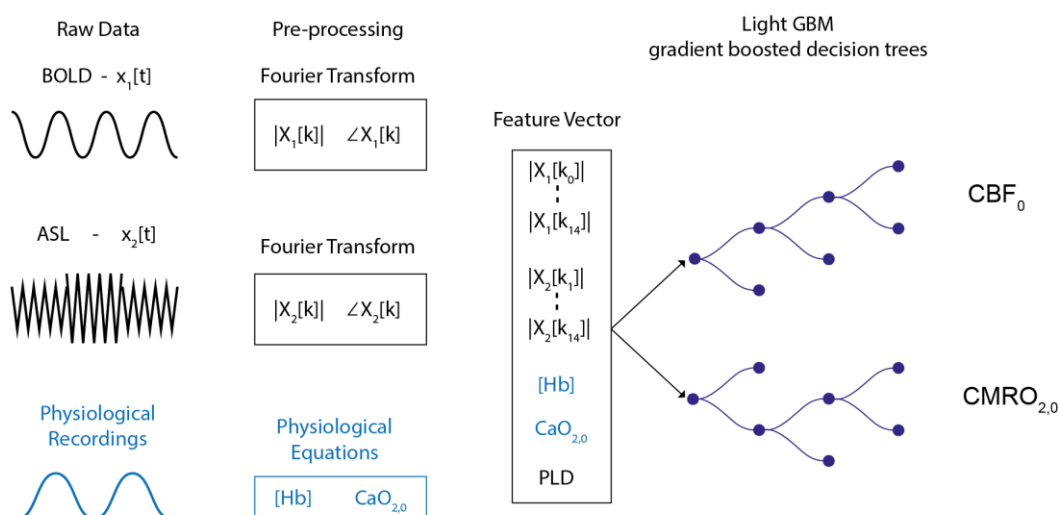 Raw Data
BOLD - x₁[t]
ASL - x₂[t]
Physiological
Recordings
Pre-processing
Fourier Transform
|X₁[k]| ∠X₁[k]
Fourier Transform
|X₂[k]| ∠X₂[k]
Physiological
Equations
[Hb] CaO₂,₀
Feature Vector
|X₁[k₀]|
|X₁[k₁₄]|
|X₂[k₁]|
|X₂[k₁₄]|
[Hb]
CaO₂,₀
PLD
Light GBM
gradient boosted decision trees
CBF₀
CMRO₂,₀